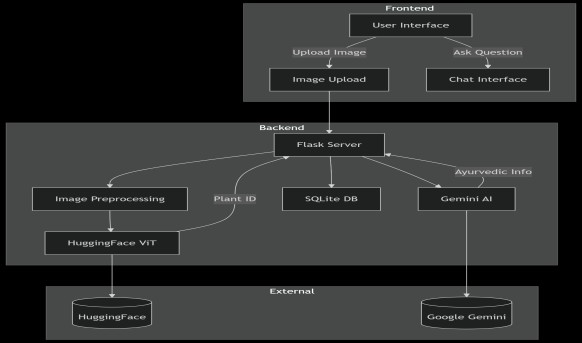 Frontend
User Interface
Upload Image
Ask Question
Image Upload
Chat Interface
Backend
Flask Server
Ayurvedic Info
Image Preprocessing
Plant ID
SQLite DB
Gemini AI
HuggingFace ViT
External
HuggingFace
Google Gemini